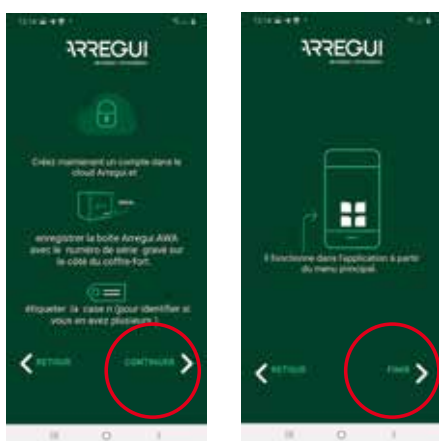 ARREGUI
Créez maintenant un compte dans le
cloud Arregui et
enregistrer la boîte Arregui AWA
avec le numéro de série gravé sur
le côté du coffre-fort.
étiqueter la case n (pour identifier si
vous en avez plusieurs ).
RETOUR
CONTINUER
ARREGUI
Il fonctionne dans l'application à partir
du menu principal.
RETOUR